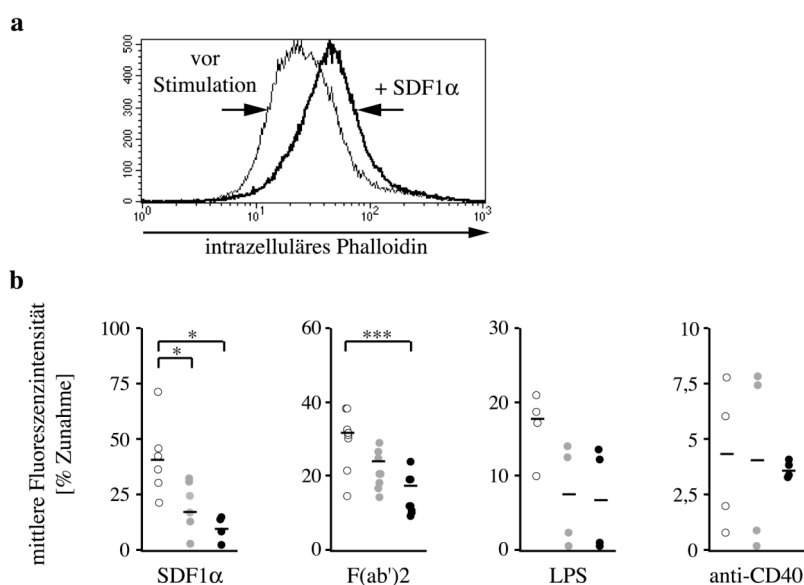 a
vor
Stimulation
+ SDF1α
500
400
300
200
100
0
10⁰ 10¹ 10² 10³
intrazelluläres Phalloidin
b
mittlere Fluoreszenzintensität
[% Zunahme]
100
75
50
25
0
*
*
SDF1α
60
40
20
0
***
F(ab')2
30
20
10
0
LPS
10
7,5
5
2,5
0
anti-CD40